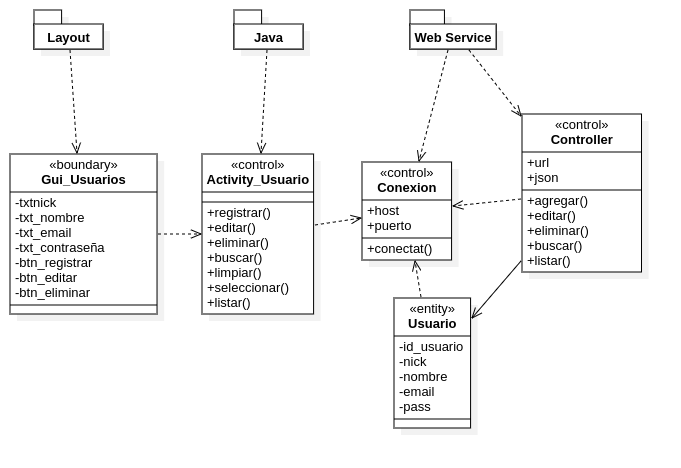 Layout
Java
Web Service
«boundary»
Gui_Usuarios
-txtnick
-txt_nombre
-txt_email
-txt_contraseña
-btn_registrar
-btn_editar
-btn_eliminar
«control»
Activity_Usuario
+registrar()
+editar()
+eliminar()
+buscar()
+limpiar()
+seleccionar()
+listar()
«control»
Conexion
+host
+puerto
+conectat()
«control»
Controller
+url
+json
+agregar()
+editar()
+eliminar()
+buscar()
+listar()
«entity»
Usuario
-id_usuario
-nick
-nombre
-email
-pass